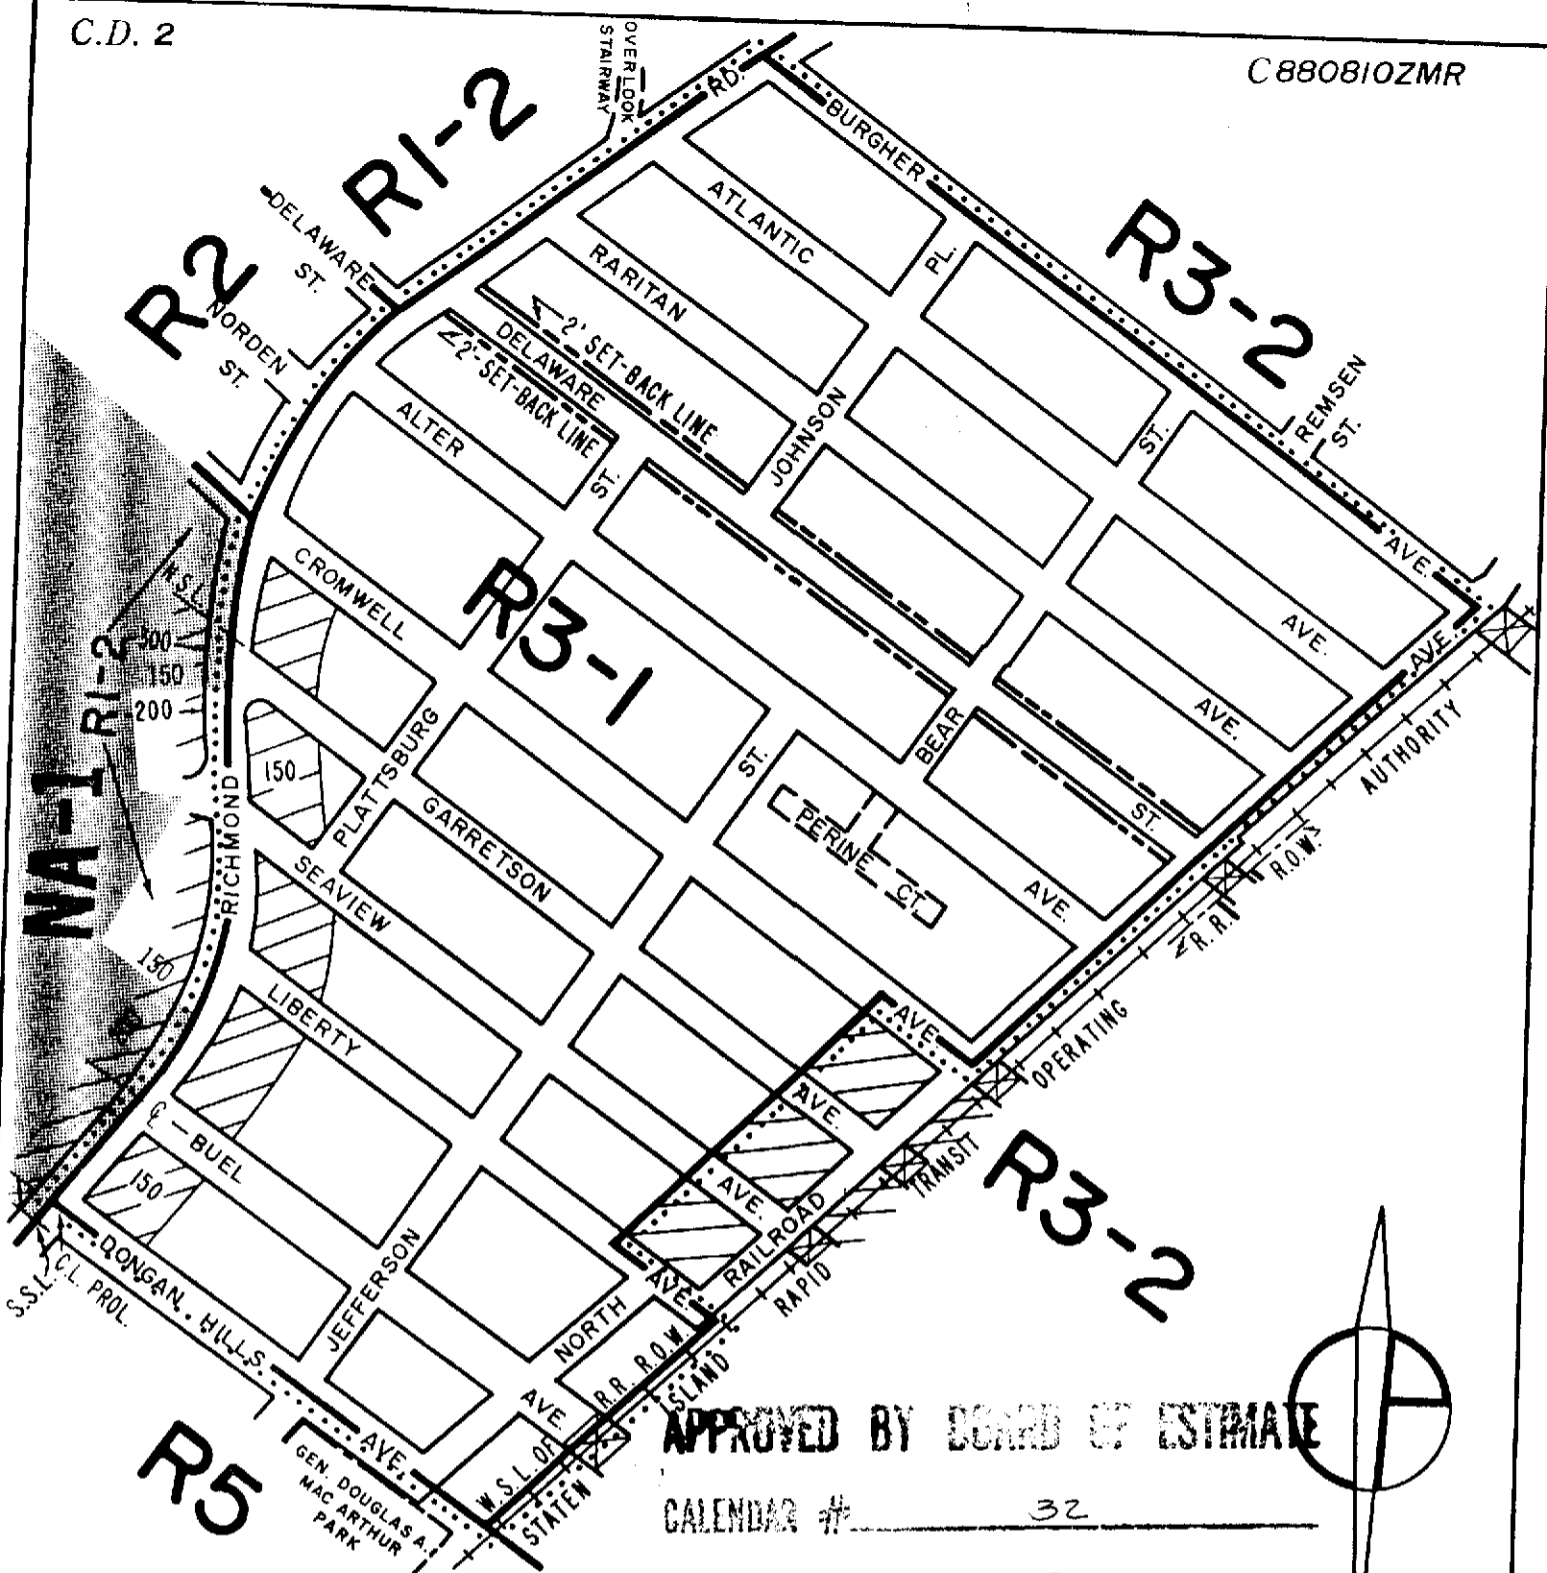 C.D. 2
C880810ZMR
OVERLOOK
STAIRWAY
RD.
BURGHER
R1-2
R2
R3-2
DELAWARE
ST.
NORDEN
ST.
ATLANTIC
PL.
RARITAN
2' SET-BACK LINE
DELAWARE
2'-SET-BACK LINE
ALTER
ST.
JOHNSON
ST.
REMSEN
ST.
AVE.
CROMWELL
R3-1
AVE.
AVE.
AVE.
N.S.L.
300
150
200
R1-2
NA-1
150
RICHMOND
150
PLATTSBURG
GARRETSON
SEAVIEW
ST.
BEAR
ST.
PERINE
CT.
AVE.
AUTHORITY
R.O.W.
R.R.
LIBERTY
AVE.
AVE.
OPERATING
BUEL
150
AVE.
RAILROAD
TRANSIT
R3-2
S.S.L.
C.L. PROL.
DONGAN HILLS
JEFFERSON
NORTH
AVE.
RAPID
R.R. R.O.W.
ISLAND
AVE.
W.S.L. OF
STATEN
AVE.
R5
GEN. DOUGLAS A.
MAC ARTHUR
PARK
APPROVED BY BOARD OF ESTIMATE
CALENDAR # 32